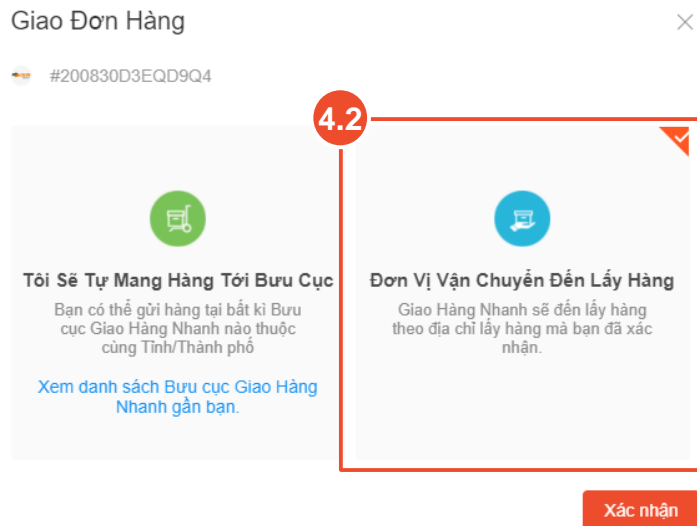 Giao Đơn Hàng
#200830D3EQD9Q4
4.2
Tôi Sẽ Tự Mang Hàng Tới Bưu Cục
Bạn có thể gửi hàng tại bất kì Bưu
cục Giao Hàng Nhanh nào thuộc
cùng Tỉnh/Thành phố
Xem danh sách Bưu cục Giao Hàng
Nhanh gần bạn.
Đơn Vị Vận Chuyển Đến Lấy Hàng
Giao Hàng Nhanh sẽ đến lấy hàng
theo địa chỉ lấy hàng mà bạn đã xác
nhận.
Xác nhận